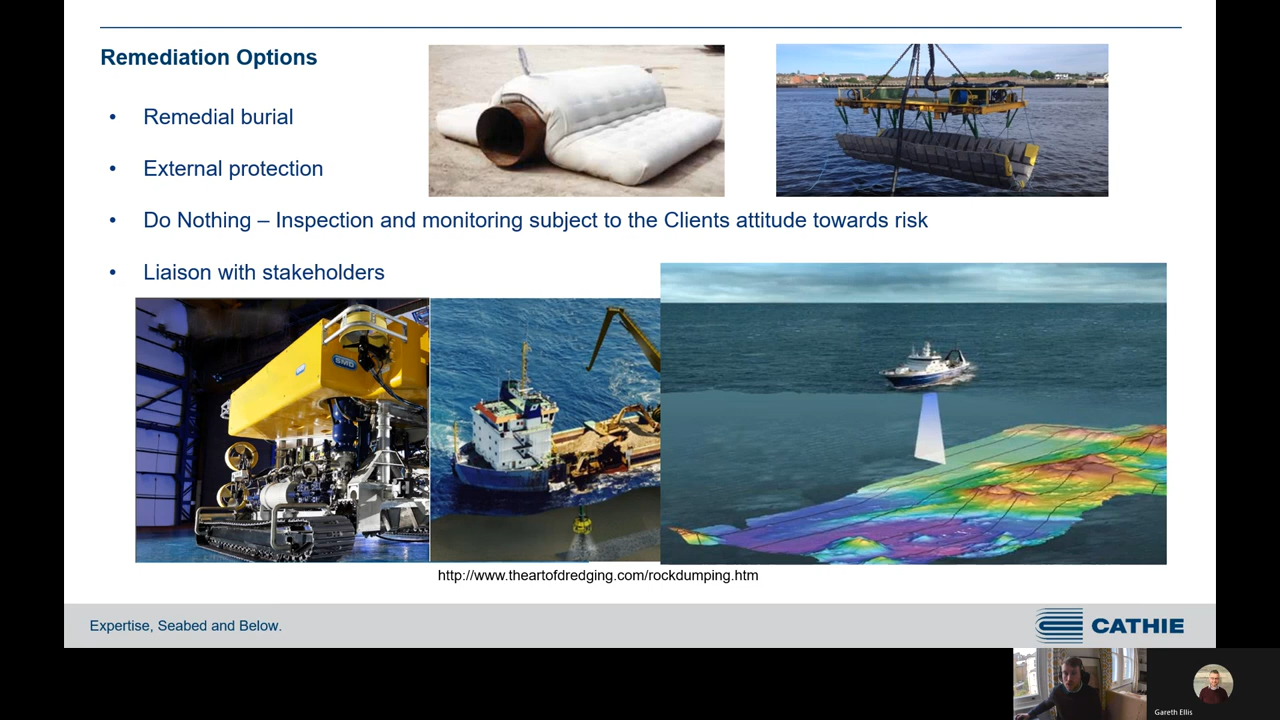 Remediation Options
• Remedial burial
• External protection
• Do Nothing – Inspection and monitoring subject to the Clients attitude towards risk
• Liaison with stakeholders
SMD
http://www.theartofdredging.com/rockdumping.htm
Expertise, Seabed and Below.
CATHIE
Gareth Ellis